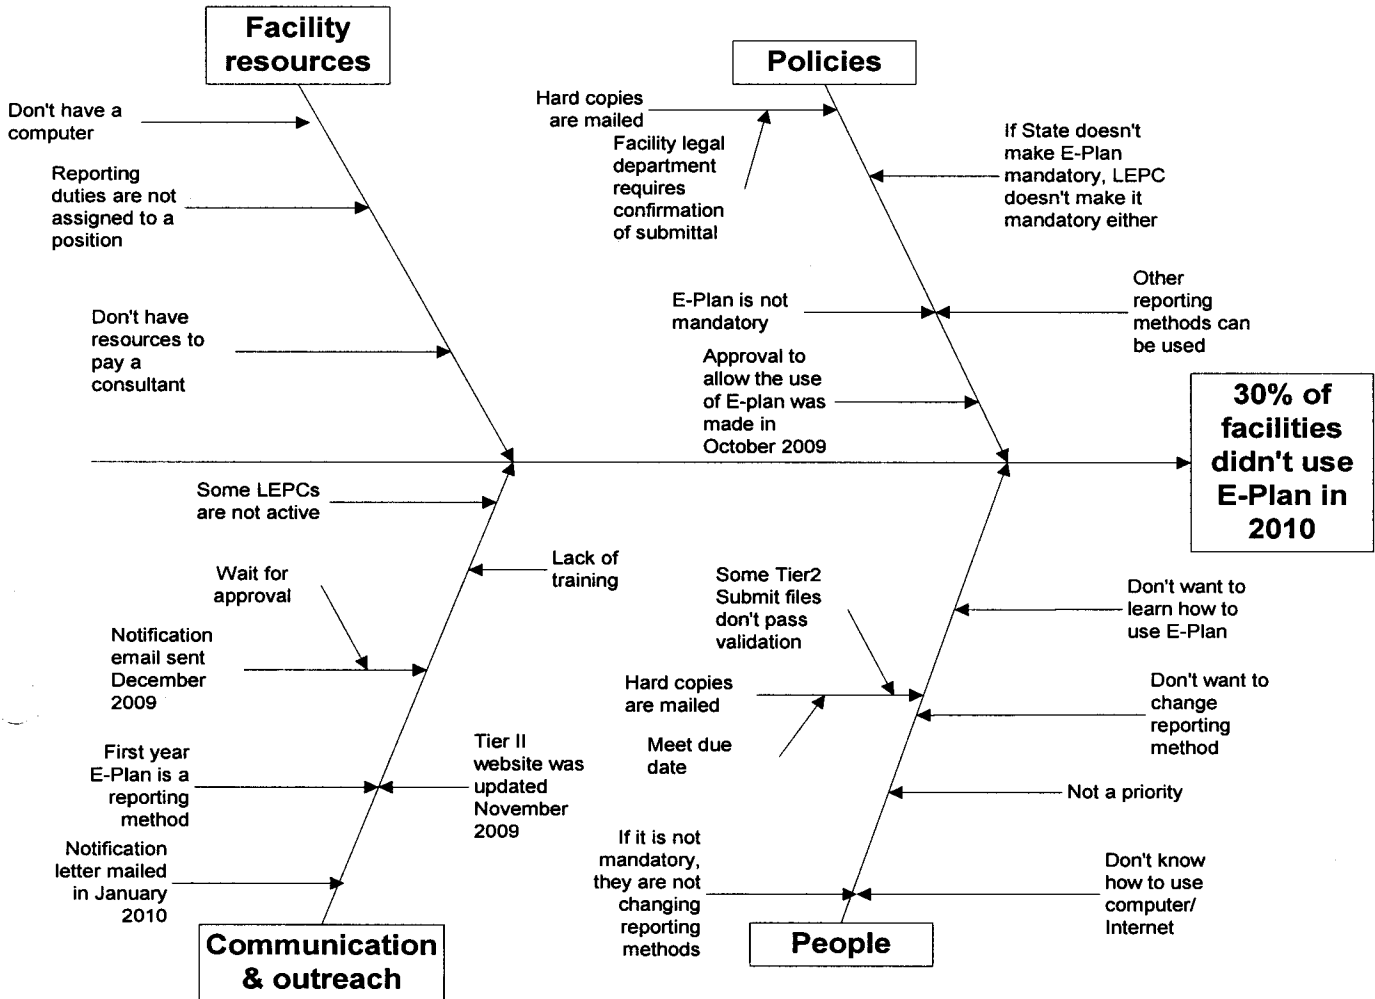 Facility
resources
Policies
Don't have a
computer
Reporting
duties are not
assigned to a
position
Don't have
resources to
pay a
consultant
Hard copies
are mailed
Facility legal
department
requires
confirmation
of submittal
If State doesn't
make E-Plan
mandatory, LEPC
doesn't make it
mandatory either
E-Plan is not
mandatory
Other
reporting
methods can
be used
Approval to
allow the use
of E-plan was
made in
October 2009
30% of
facilities
didn't use
E-Plan in
2010
Some LEPCs
are not active
Lack of
training
Wait for
approval
Notification
email sent
December
2009
First year
E-Plan is a
reporting
method
Tier II
website was
updated
November
2009
Notification
letter mailed
in January
2010
Communication
& outreach
Some Tier2
Submit files
don't pass
validation
Don't want to
learn how to
use E-Plan
Hard copies
are mailed
Meet due
date
Don't want to
change
reporting
method
Not a priority
If it is not
mandatory,
they are not
changing
reporting
methods
Don't know
how to use
computer/
Internet
People